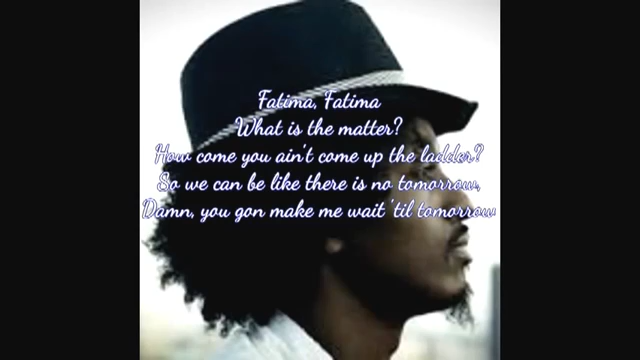 Fatima, Fatima
What is the matter?
How come you ain't come up the ladder?
So we can be like there is no tomorrow,
Damn, you gon make me wait 'til tomorrow